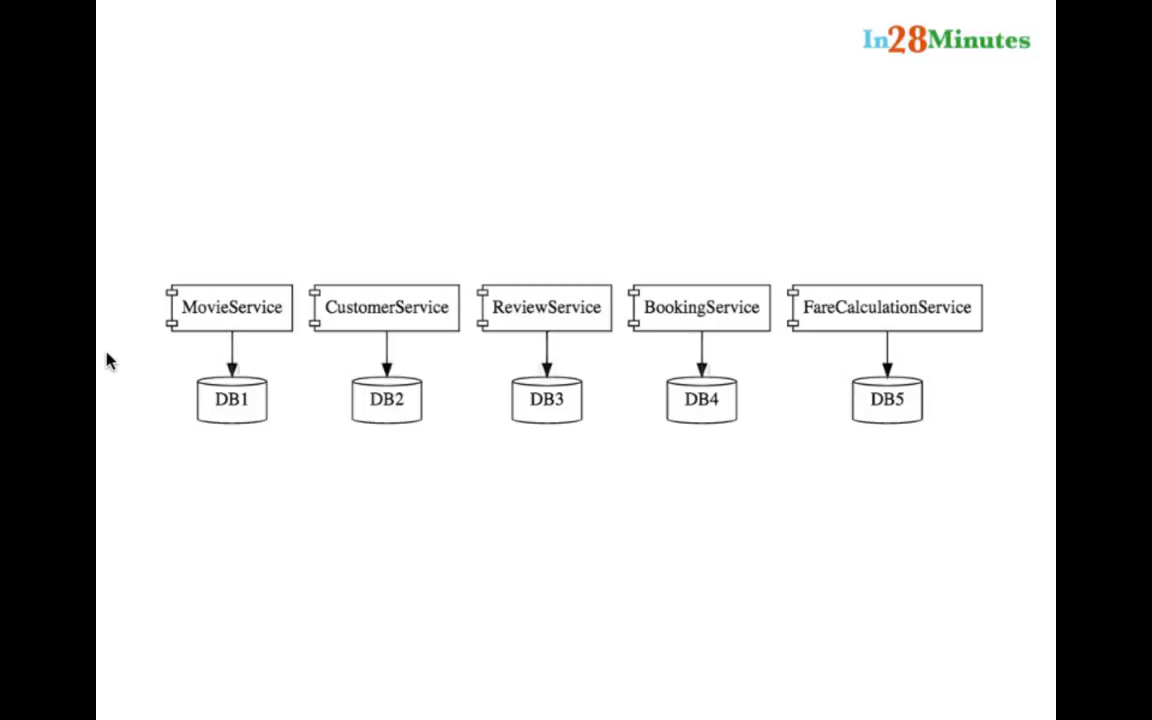 In28Minutes
MovieService CustomerService ReviewService BookingService FareCalculationService
DB1 DB2 DB3 DB4 DB5